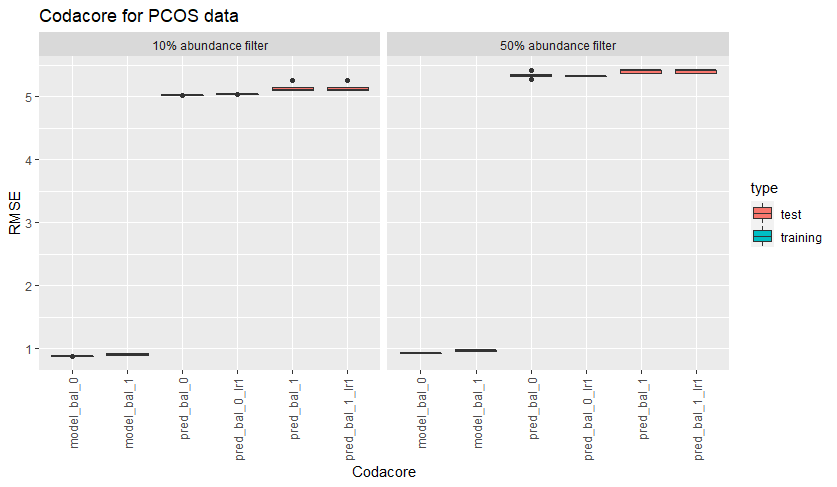 Codacore for PCOS data
10% abundance filter
50% abundance filter
RMSE
5
4
3
2
1
model_bal_0
model_bal_1
pred_bal_0
pred_bal_0_lr1
pred_bal_1
pred_bal_1_lr1
model_bal_0
model_bal_1
pred_bal_0
pred_bal_0_lr1
pred_bal_1
pred_bal_1_lr1
Codacore
type
test
training